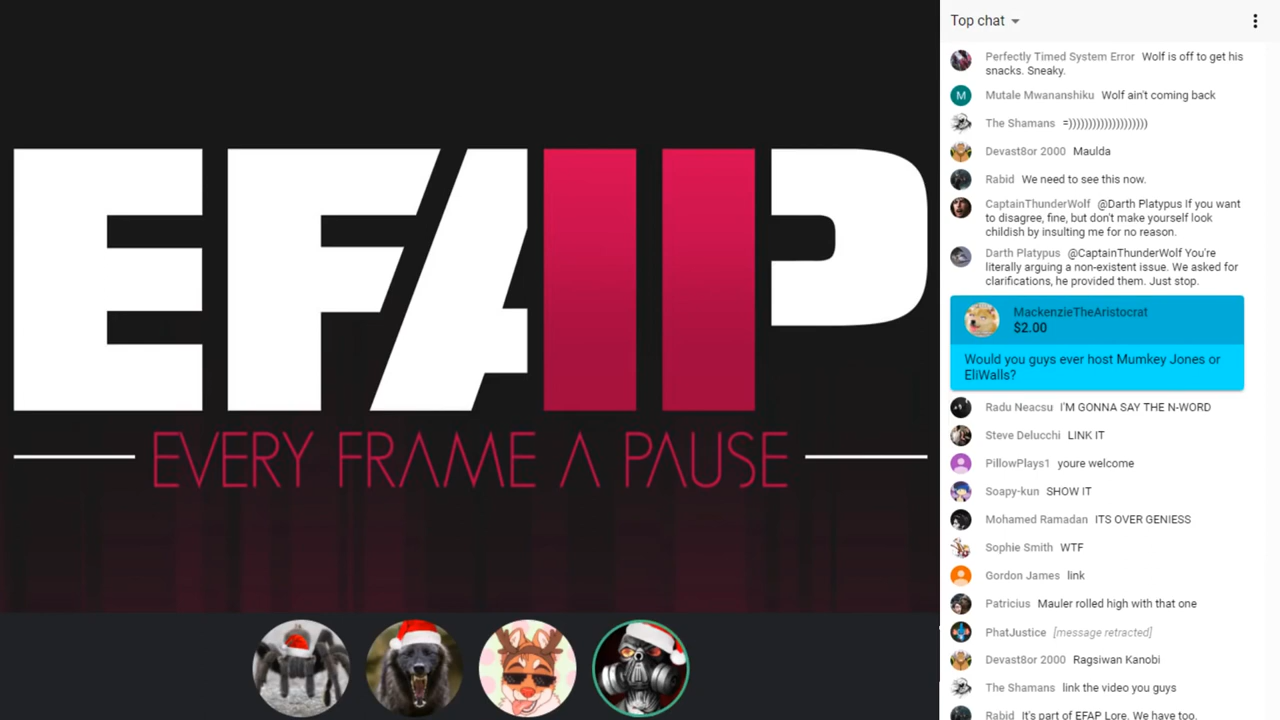 EFAP
EVERY FRAME A PAUSE
Top chat
Perfectly Timed System Error Wolf is off to get his
snacks. Sneaky.
M
Mutale Mwananshiku Wolf ain't coming back
The Shamans =))))))))))))))))))))
Devast8or 2000 Maulda
Rabid We need to see this now.
CaptainThunderWolf @Darth Platypus If you want
to disagree, fine, but don't make yourself look
childish by insulting me for no reason.
Darth Platypus @CaptainThunderWolf You're
literally arguing a non-existent issue. We asked for
clarifications, he provided them. Just stop.
MackenzieTheAristocrat
$2.00
Would you guys ever host Mumkey Jones or
EliWalls?
Radu Neacsu I'M GONNA SAY THE N-WORD
Steve Delucchi LINK IT
PillowPlays1 youre welcome
Soapy-kun SHOW IT
Mohamed Ramadan ITS OVER GENIESS
Sophie Smith WTF
Gordon James link
Patricius Mauler rolled high with that one
PhatJustice [message retracted]
Devast8or 2000 Ragsiwan Kanobi
The Shamans link the video you guys
Rabid It's part of EFAP Lore. We have too.